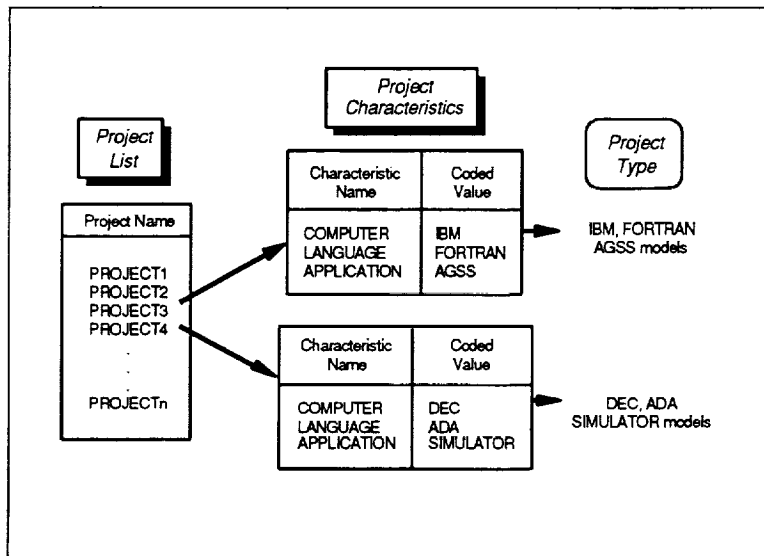 Project
List
Project Name
PROJECT1
PROJECT2
PROJECT3
PROJECT4
.
.
.
PROJECTn
Project
Characteristics
Characteristic
Name
Coded
Value
COMPUTER
LANGUAGE
APPLICATION
IBM
FORTRAN
AGSS
Characteristic
Name
Coded
Value
COMPUTER
LANGUAGE
APPLICATION
DEC
ADA
SIMULATOR
Project
Type
IBM, FORTRAN
AGSS models
DEC, ADA
SIMULATOR models